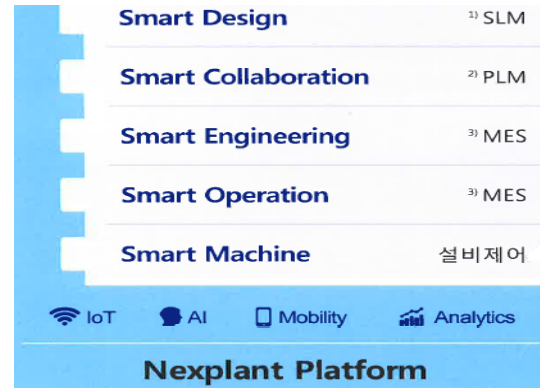 Smart Design 1) SLM
Smart Collaboration 2) PLM
Smart Engineering 3) MES
Smart Operation 3) MES
Smart Machine 설비제어
IoT AI Mobility Analytics
Nexplant Platform